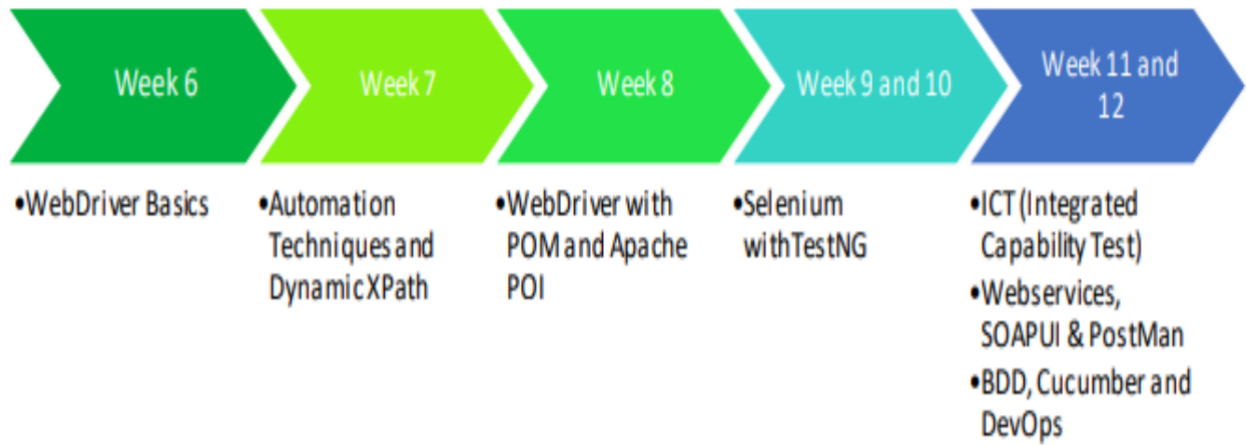 Week 6
Week 7
Week 8
Week 9 and 10
Week 11 and
12
•WebDriver Basics
•Automation
Techniques and
Dynamic XPath
•WebDriver with
POM and Apache
POI
•Selenium
withTestNG
•ICT (Integrated
Capability Test)
•Webservices,
SOAPUI & PostMan
•BDD, Cucumber and
DevOps